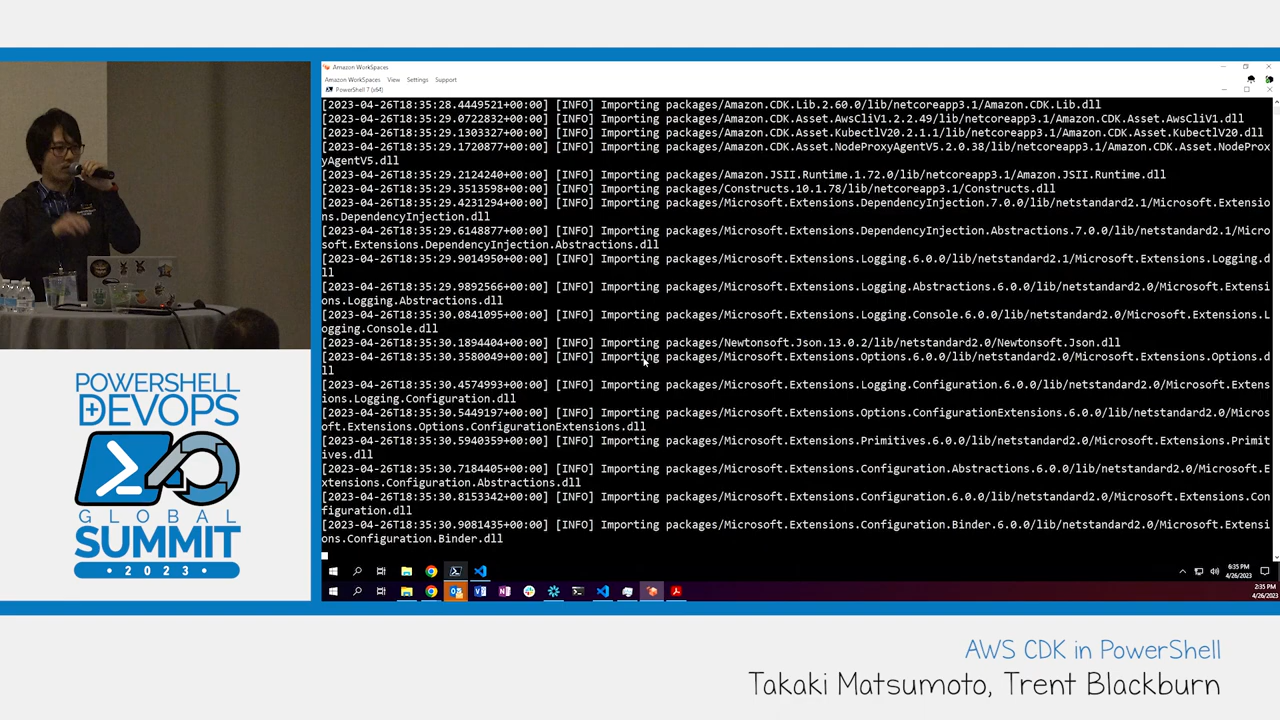 Amazon WorkSpaces
Amazon WorkSpaces View Settings Support
PowerShell 7 (x64)
[2023-04-26T18:35:28.4449521+00:00] [INFO] Importing packages/Amazon.CDK.Lib.2.60.0/lib/netcoreapp3.1/Amazon.CDK.Lib.dll
[2023-04-26T18:35:29.0722832+00:00] [INFO] Importing packages/Amazon.CDK.Asset.AwsCliV1.2.2.49/lib/netcoreapp3.1/Amazon.CDK.Asset.AwsCliV1.dll
[2023-04-26T18:35:29.1303327+00:00] [INFO] Importing packages/Amazon.CDK.Asset.KubectlV20.2.1.1/lib/netcoreapp3.1/Amazon.CDK.Asset.KubectlV20.dll
[2023-04-26T18:35:29.1720877+00:00] [INFO] Importing packages/Amazon.CDK.Asset.NodeProxyAgentV5.2.0.38/lib/netcoreapp3.1/Amazon.CDK.Asset.NodeProx
yAgentV5.dll
[2023-04-26T18:35:29.2124240+00:00] [INFO] Importing packages/Amazon.JSII.Runtime.1.72.0/lib/netcoreapp3.1/Amazon.JSII.Runtime.dll
[2023-04-26T18:35:29.3513598+00:00] [INFO] Importing packages/Constructs.10.1.78/lib/netcoreapp3.1/Constructs.dll
[2023-04-26T18:35:29.4231294+00:00] [INFO] Importing packages/Microsoft.Extensions.DependencyInjection.7.0.0/lib/netstandard2.1/Microsoft.Extensio
ns.DependencyInjection.dll
[2023-04-26T18:35:29.6148877+00:00] [INFO] Importing packages/Microsoft.Extensions.DependencyInjection.Abstractions.7.0.0/lib/netstandard2.1/Micro
soft.Extensions.DependencyInjection.Abstractions.dll
[2023-04-26T18:35:29.9014950+00:00] [INFO] Importing packages/Microsoft.Extensions.Logging.6.0.0/lib/netstandard2.1/Microsoft.Extensions.Logging.d
ll
[2023-04-26T18:35:29.9892566+00:00] [INFO] Importing packages/Microsoft.Extensions.Logging.Abstractions.6.0.0/lib/netstandard2.0/Microsoft.Extensi
ons.Logging.Abstractions.dll
[2023-04-26T18:35:30.0841095+00:00] [INFO] Importing packages/Microsoft.Extensions.Logging.Console.6.0.0/lib/netstandard2.0/Microsoft.Extensions.L
ogging.Console.dll
[2023-04-26T18:35:30.1894404+00:00] [INFO] Importing packages/Newtonsoft.Json.13.0.2/lib/netstandard2.0/Newtonsoft.Json.dll
[2023-04-26T18:35:30.3580049+00:00] [INFO] Importing packages/Microsoft.Extensions.Options.6.0.0/lib/netstandard2.0/Microsoft.Extensions.Options.d
ll
[2023-04-26T18:35:30.4574993+00:00] [INFO] Importing packages/Microsoft.Extensions.Logging.Configuration.6.0.0/lib/netstandard2.0/Microsoft.Extens
ions.Logging.Configuration.dll
[2023-04-26T18:35:30.5449197+00:00] [INFO] Importing packages/Microsoft.Extensions.Options.ConfigurationExtensions.6.0.0/lib/netstandard2.0/Micros
oft.Extensions.Options.ConfigurationExtensions.dll
[2023-04-26T18:35:30.5940359+00:00] [INFO] Importing packages/Microsoft.Extensions.Primitives.6.0.0/lib/netstandard2.0/Microsoft.Extensions.Primit
ives.dll
[2023-04-26T18:35:30.7184405+00:00] [INFO] Importing packages/Microsoft.Extensions.Configuration.Abstractions.6.0.0/lib/netstandard2.0/Microsoft.E
xtensions.Configuration.Abstractions.dll
[2023-04-26T18:35:30.8153342+00:00] [INFO] Importing packages/Microsoft.Extensions.Configuration.6.0.0/lib/netstandard2.0/Microsoft.Extensions.Con
figuration.dll
[2023-04-26T18:35:30.9081435+00:00] [INFO] Importing packages/Microsoft.Extensions.Configuration.Binder.6.0.0/lib/netstandard2.0/Microsoft.Extensi
ons.Configuration.Binder.dll
6:35 PM
4/26/2023
2:35 PM
4/26/2023
POWERSHELL
+DEVOPS
GLOBAL
SUMMIT
• 2023 •
AWS CDK in PowerShell
Takaki Matsumoto, Trent Blackburn